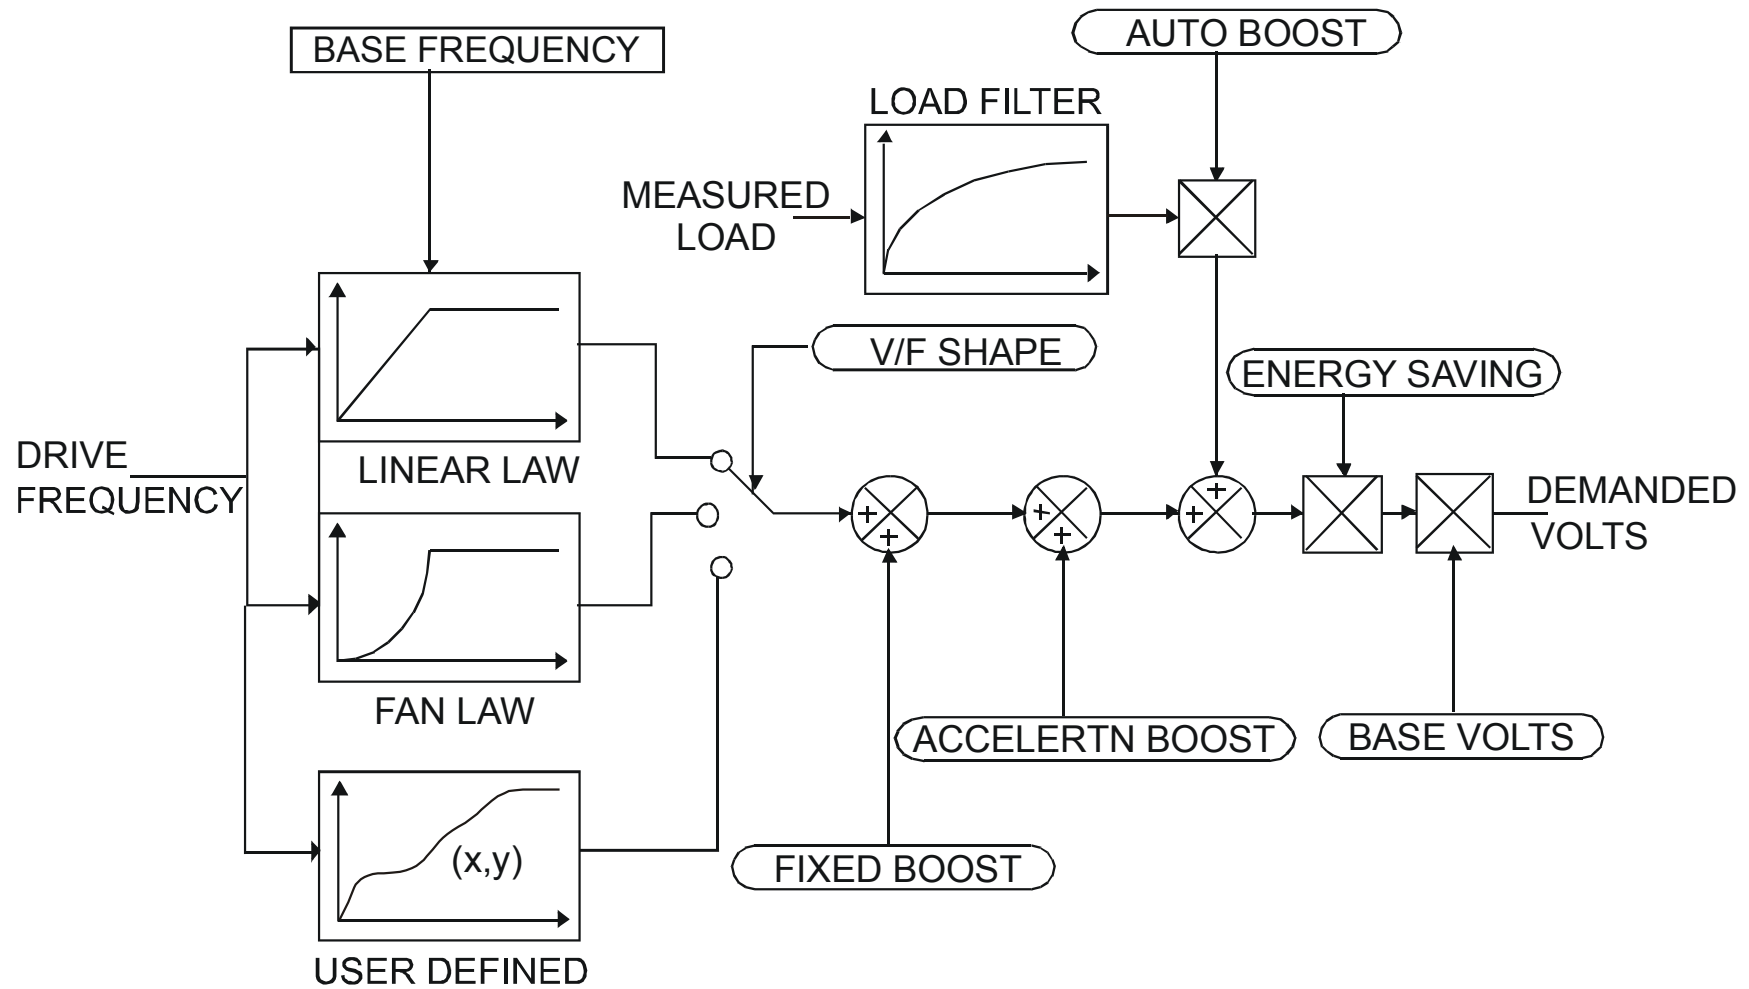 BASE FREQUENCY
AUTO BOOST
LOAD FILTER
MEASURED
LOAD
V/F SHAPE
ENERGY SAVING
DRIVE
FREQUENCY
LINEAR LAW
DEMANDED
VOLTS
+
+
+
+
+
+
FAN LAW
ACCELERTN BOOST
BASE VOLTS
(x,y)
FIXED BOOST
USER DEFINED